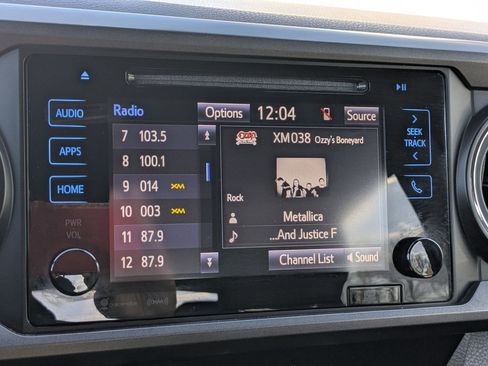 Radio Options 12:04 Source
AUDIO
APPS
HOME
PWR
VOL
7 103.5
8 100.1
9 014 XM
10 003 XM
11 87.9
12 87.9
XM038 Ozzy's Boneyard
Rock
Metallica
...And Justice F
Channel List Sound
SEEK
TRACK